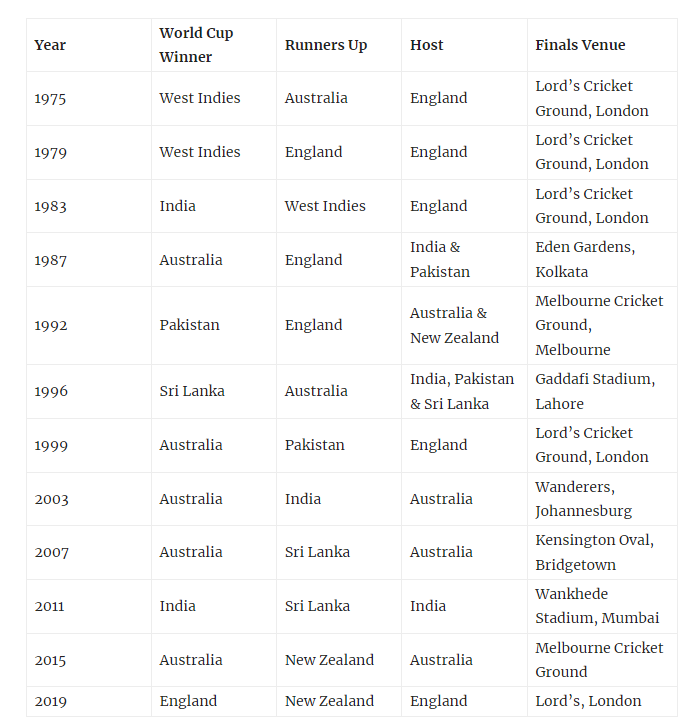 Year World Cup Winner Runners Up Host Finals Venue
1975 West Indies Australia England Lord’s Cricket Ground, London
1979 West Indies England England Lord’s Cricket Ground, London
1983 India West Indies England Lord’s Cricket Ground, London
1987 Australia England India & Pakistan Eden Gardens, Kolkata
1992 Pakistan England Australia & New Zealand Melbourne Cricket Ground, Melbourne
1996 Sri Lanka Australia India, Pakistan & Sri Lanka Gaddafi Stadium, Lahore
1999 Australia Pakistan England Lord’s Cricket Ground, London
2003 Australia India Australia Wanderers, Johannesburg
2007 Australia Sri Lanka Australia Kensington Oval, Bridgetown
2011 India Sri Lanka India Wankhede Stadium, Mumbai
2015 Australia New Zealand Australia Melbourne Cricket Ground
2019 England New Zealand England Lord’s, London